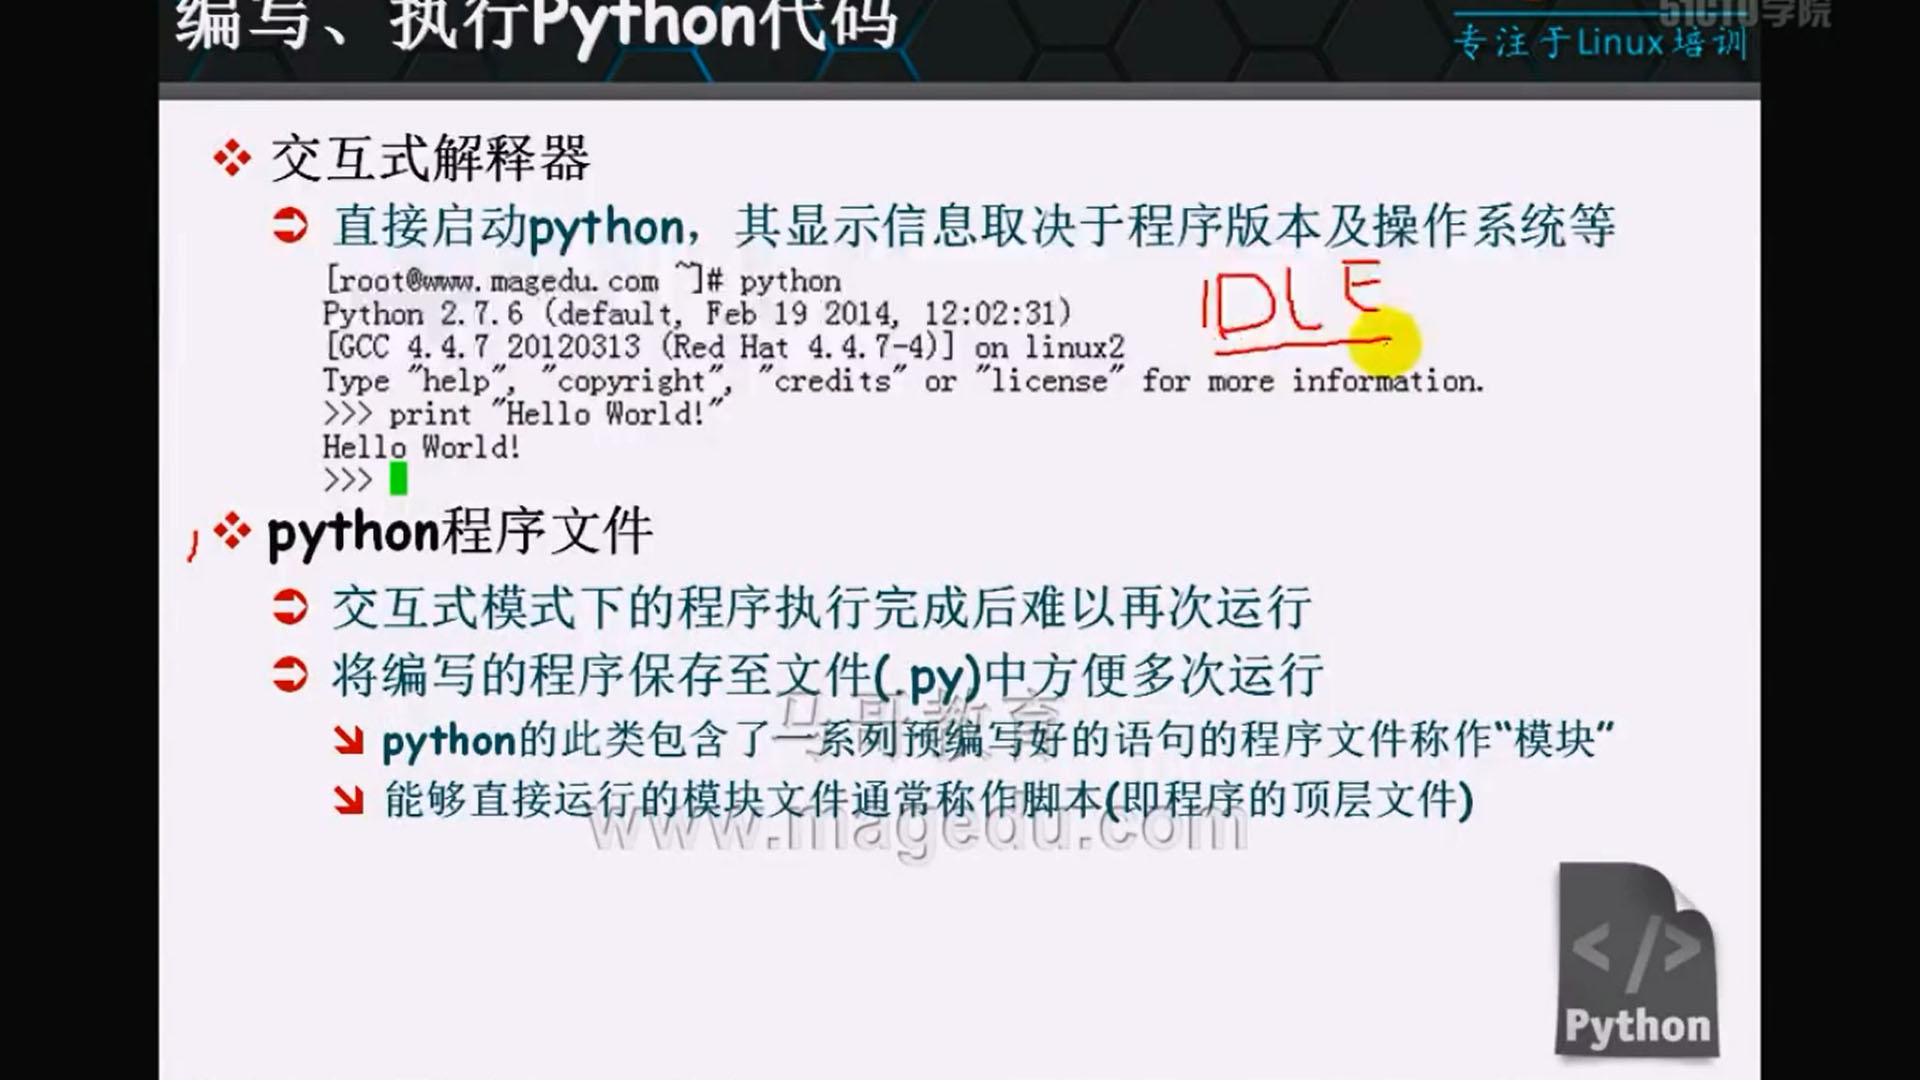 编写、执行Python代码
51CTO学院
专注于Linux培训
交互式解释器
直接启动python，其显示信息取决于程序版本及操作系统等
[root@www.magedu.com ~]# python
Python 2.7.6 (default, Feb 19 2014, 12:02:31)
[GCC 4.4.7 20120313 (Red Hat 4.4.7-4)] on linux2
Type "help", "copyright", "credits" or "license" for more information.
>>> print "Hello World!"
Hello World!
>>>
IDLE
python程序文件
交互式模式下的程序执行完成后难以再次运行
将编写的程序保存至文件(.py)中方便多次运行
python的此类包含了一系列预编写好的语句的程序文件称作“模块”
能够直接运行的模块文件通常称作脚本(即程序的顶层文件)
马哥教育
www.magedu.com
</>
Python